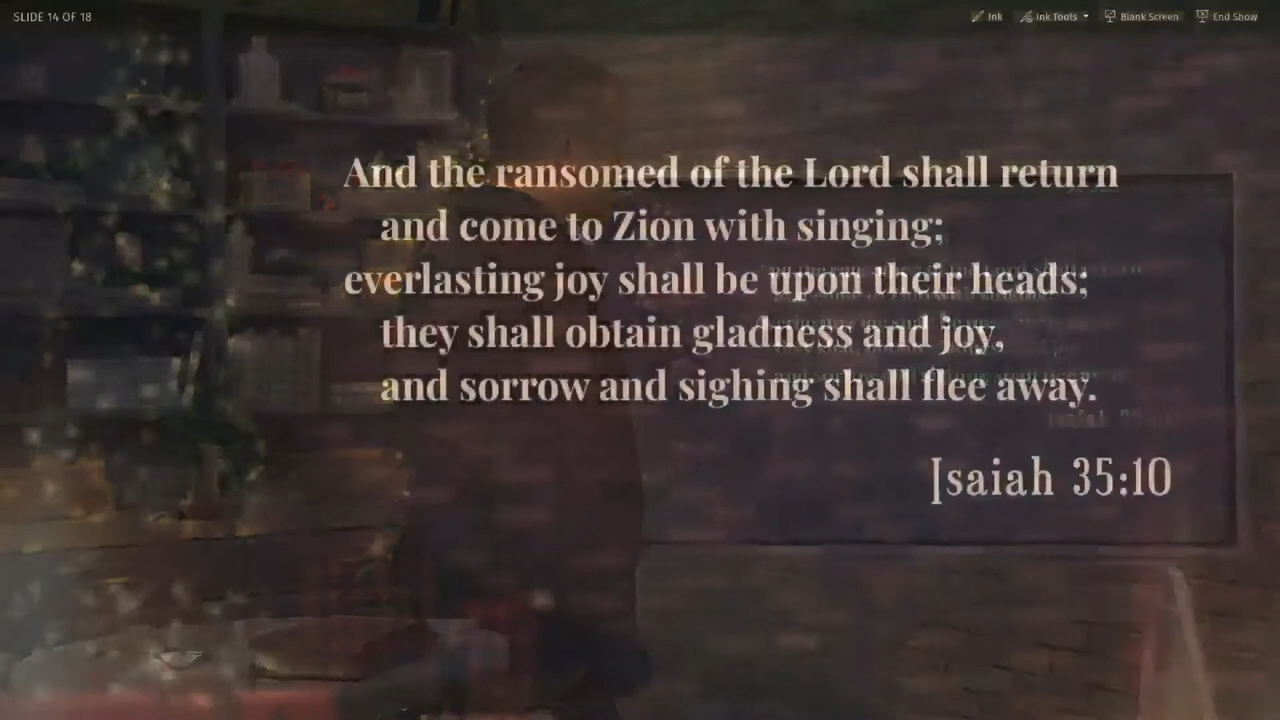 SLIDE 14 OF 18
Ink
Ink Tools
Blank Screen
End Show
And the ransomed of the Lord shall return
and come to Zion with singing;
everlasting joy shall be upon their heads;
they shall obtain gladness and joy,
and sorrow and sighing shall flee away.
Isaiah 35:10